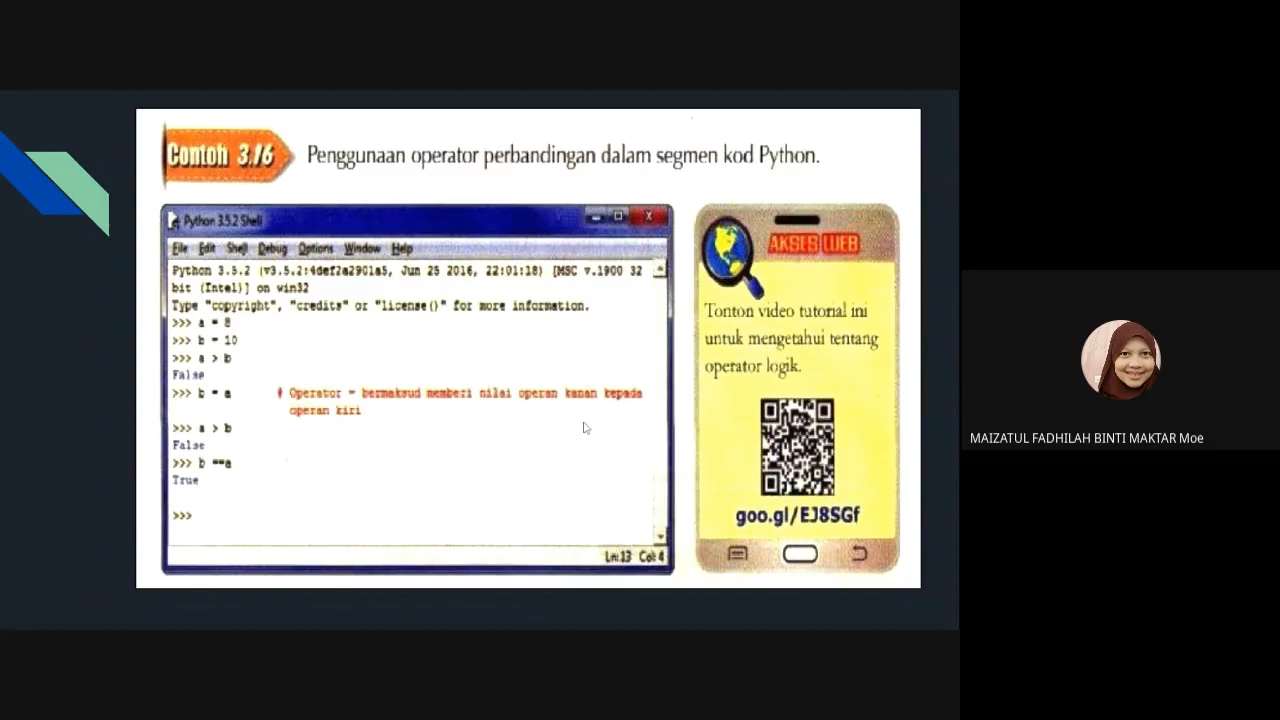 Contoh 3.16
Penggunaan operator perbandingan dalam segmen kod Python.
Python 3.5.2 Shell
File Edit Shell Debug Options Window Help
Python 3.5.2 (v3.5.2:4def2a2901a5, Jun 25 2016, 22:01:18) [MSC v.1900 32
bit (Intel)] on win32
Type "copyright", "credits" or "license()" for more information.
>>> a = 8
>>> b = 10
>>> a > b
False
>>> b = a # Operator = bermaksud memberi nilai operan kanan kepada
operan kiri
>>> a > b
False
>>> b ==a
True
>>>
Ln:13 Col:4
AKSES WEB
Tonton video tutorial ini
untuk mengetahui tentang
operator logik.
goo.gl/EJ8SGf
MAIZATUL FADHILAH BINTI MAKTAR Moe